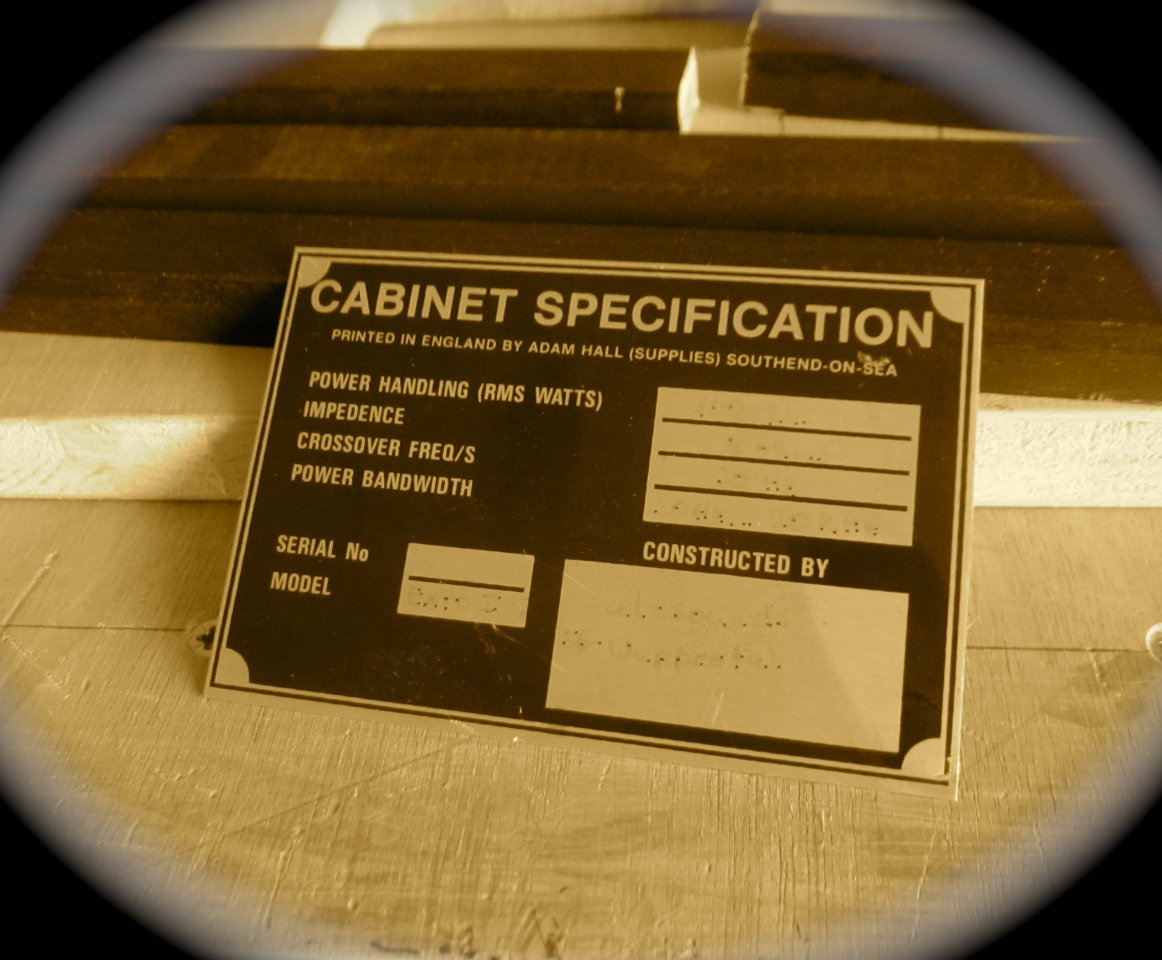 CABINET SPECIFICATION
PRINTED IN ENGLAND BY ADAM HALL (SUPPLIES) SOUTHEND-ON-SEA
POWER HANDLING (RMS WATTS)
IMPEDENCE
CROSSOVER FREQ/S
POWER BANDWIDTH
SERIAL No
MODEL
CONSTRUCTED BY